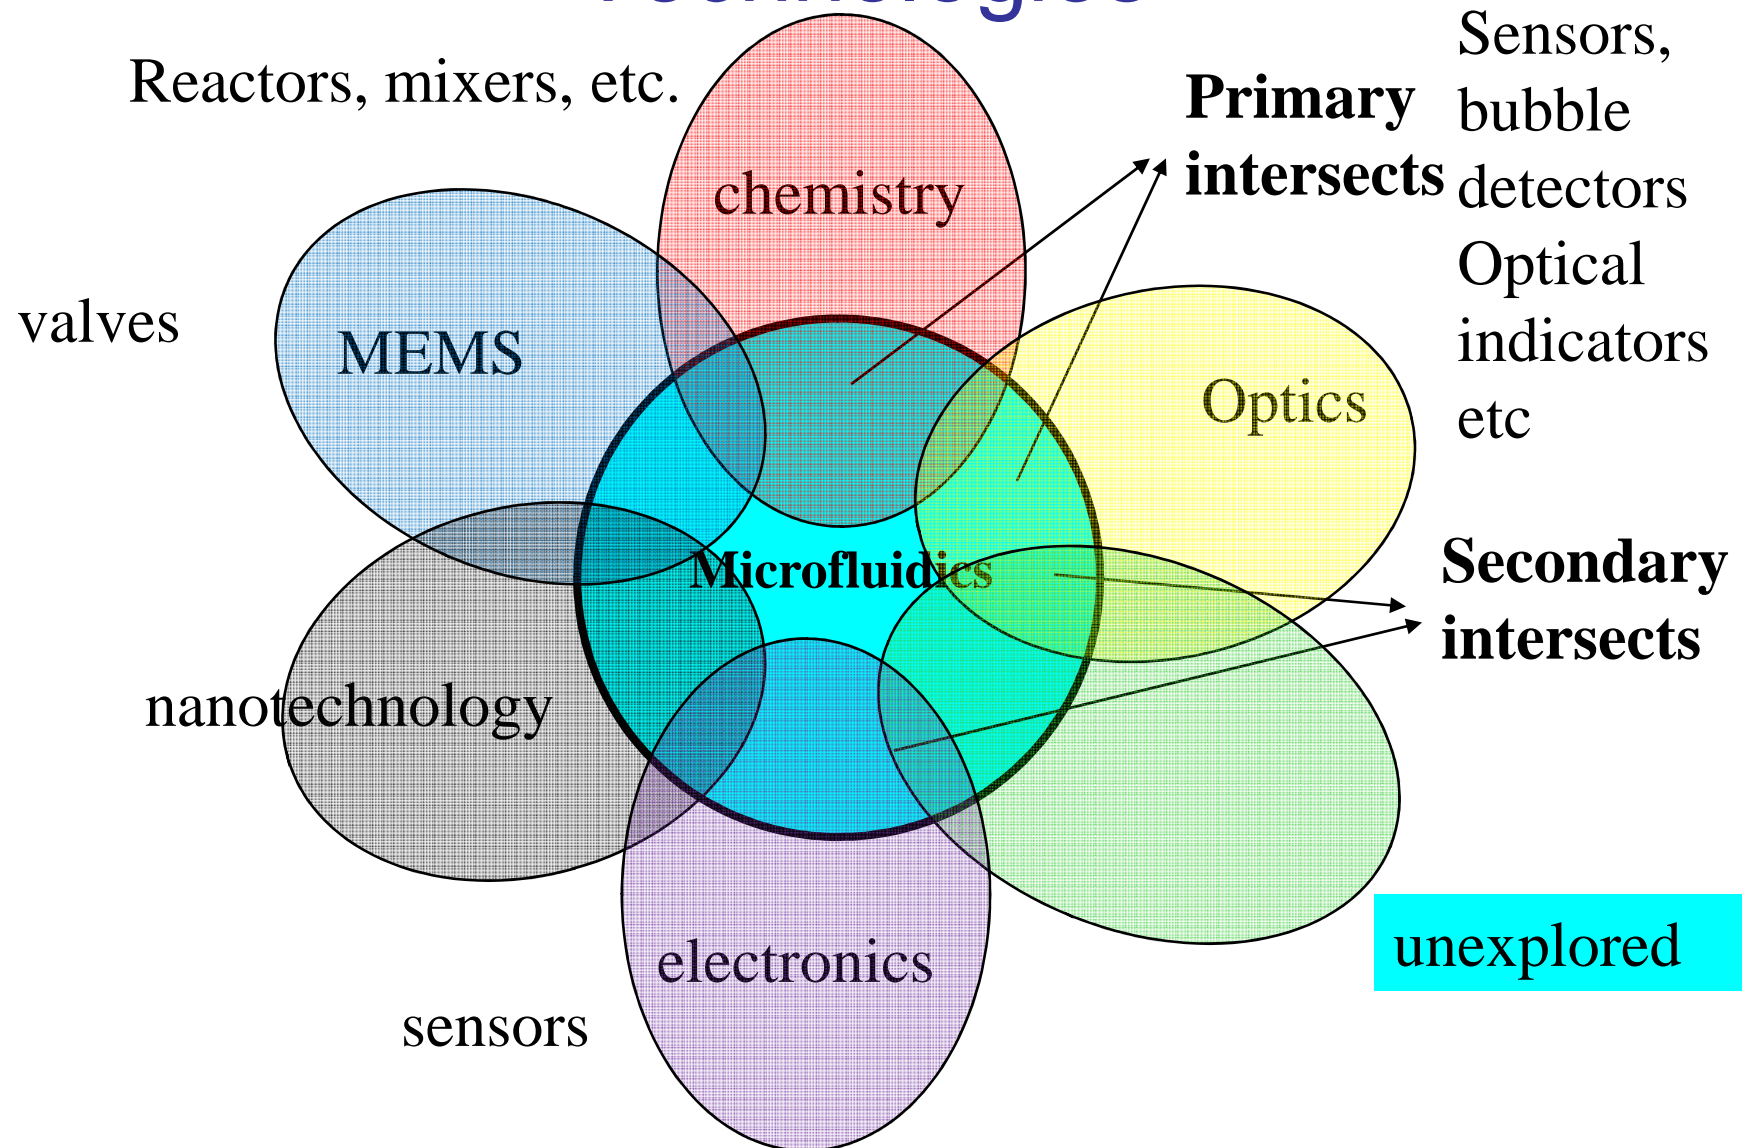 Technologies
Reactors, mixers, etc.
Sensors,
bubble
detectors
Optical
indicators
etc
Primary
intersects
chemistry
valves
MEMS
Optics
Microfluidics
Secondary
intersects
nanotechnology
electronics
unexplored
sensors